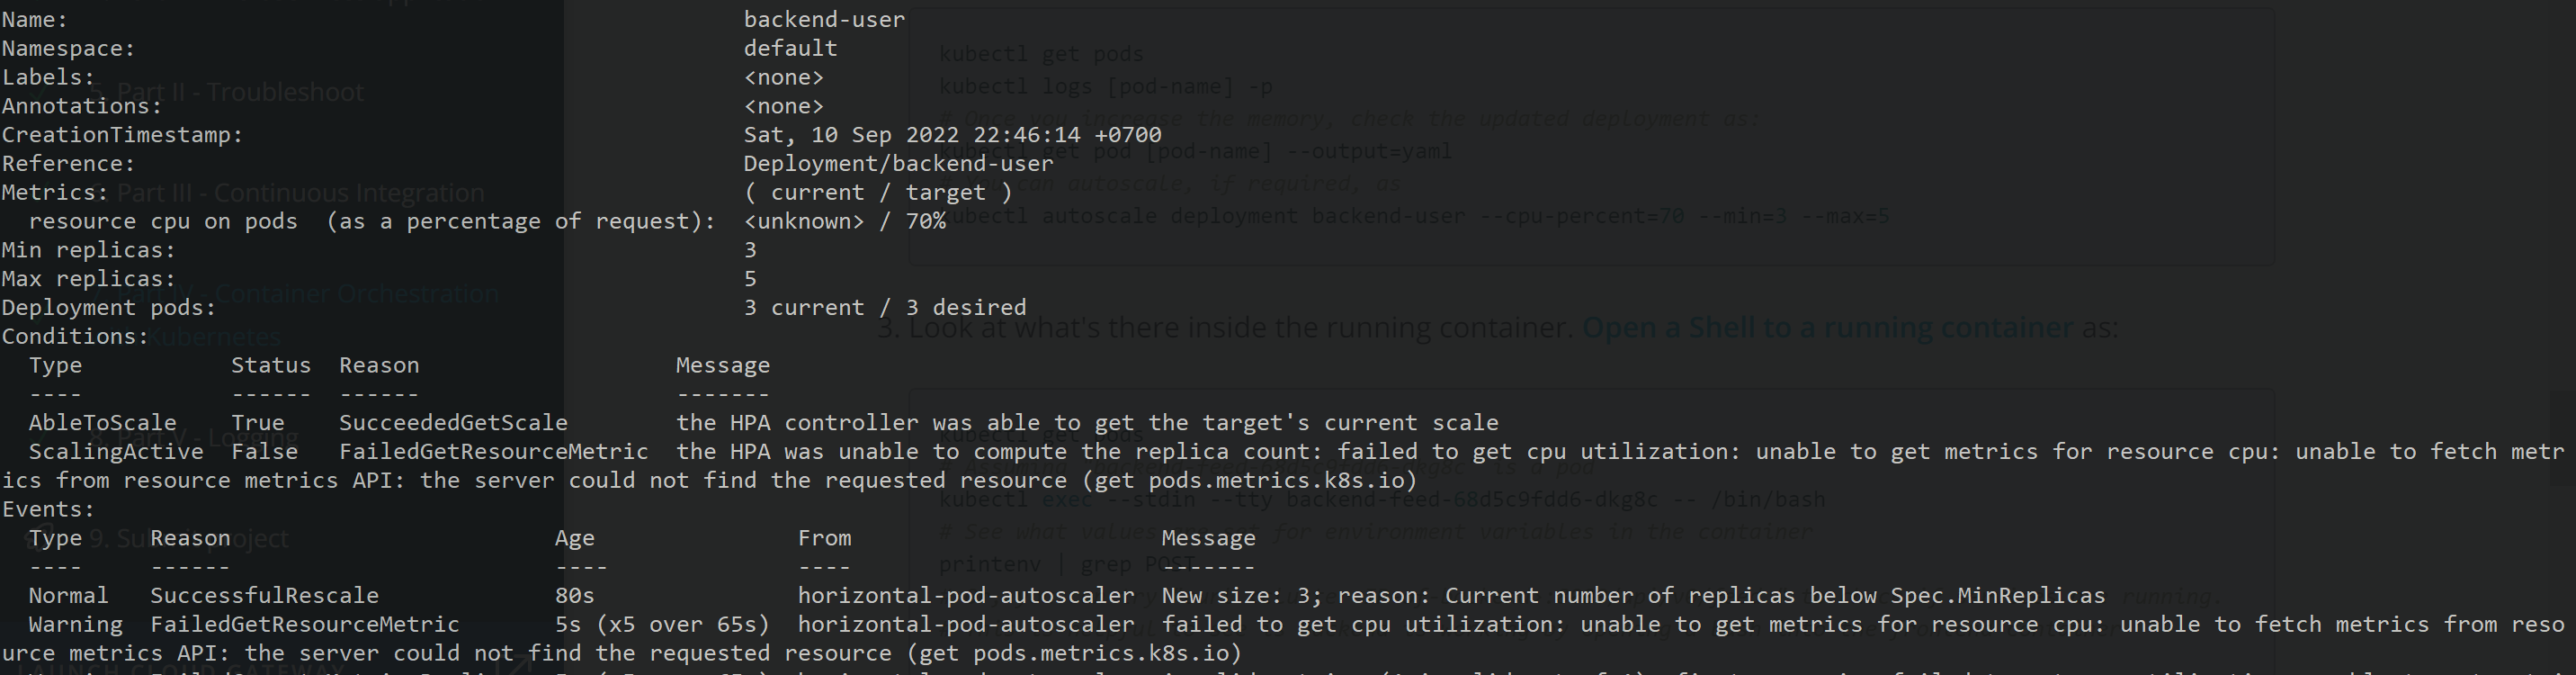 Name: backend-user
Namespace: default
Labels: <none>
Annotations: <none>
CreationTimestamp: Sat, 10 Sep 2022 22:46:14 +0700
Reference: Deployment/backend-user
Metrics: ( current / target )
resource cpu on pods (as a percentage of request): <unknown> / 70%
Min replicas: 3
Max replicas: 5
Deployment pods: 3 current / 3 desired
Conditions:
Type Status Reason Message
---- ------ ------ -------
AbleToScale True SucceededGetScale the HPA controller was able to get the target's current scale
ScalingActive False FailedGetResourceMetric the HPA was unable to compute the replica count: failed to get cpu utilization: unable to get metrics for resource cpu: unable to fetch metr
ics from resource metrics API: the server could not find the requested resource (get pods.metrics.k8s.io)
Events:
Type Reason Age From Message
---- ------ ---- ---- -------
Normal SuccessfulRescale 80s horizontal-pod-autoscaler New size: 3; reason: Current number of replicas below Spec.MinReplicas
Warning FailedGetResourceMetric 5s (x5 over 65s) horizontal-pod-autoscaler failed to get cpu utilization: unable to get metrics for resource cpu: unable to fetch metrics from reso
urce metrics API: the server could not find the requested resource (get pods.metrics.k8s.io)
5. Part II - Troubleshoot
Part III - Continuous Integration
Part IV - Container Orchestration
Kubernetes
8. Part V - Logging
9. Submit project
LAUNCH CLOUD GATEWAY
kubectl get pods
kubectl logs [pod-name] -p
# Once you increase the memory, check the updated deployment as:
kubectl get pod [pod-name] --output=yaml
# You can autoscale, if required, as
kubectl autoscale deployment backend-user --cpu-percent=70 --min=3 --max=5
3. Look at what's there inside the running container. Open a Shell to a running container as:
kubectl get pods
kubectl exec --stdin --tty backend-feed-68d5c9fdd6-dkg8c -- /bin/bash
# See what values are set for environment variables in the container
printenv | grep POST
running.